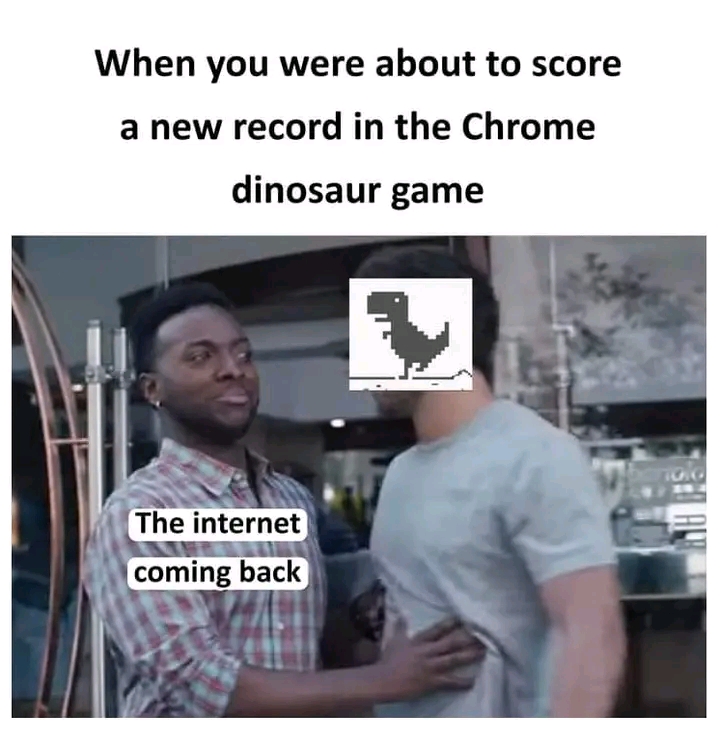 When you were about to score
a new record in the Chrome
dinosaur game
The internet
coming back